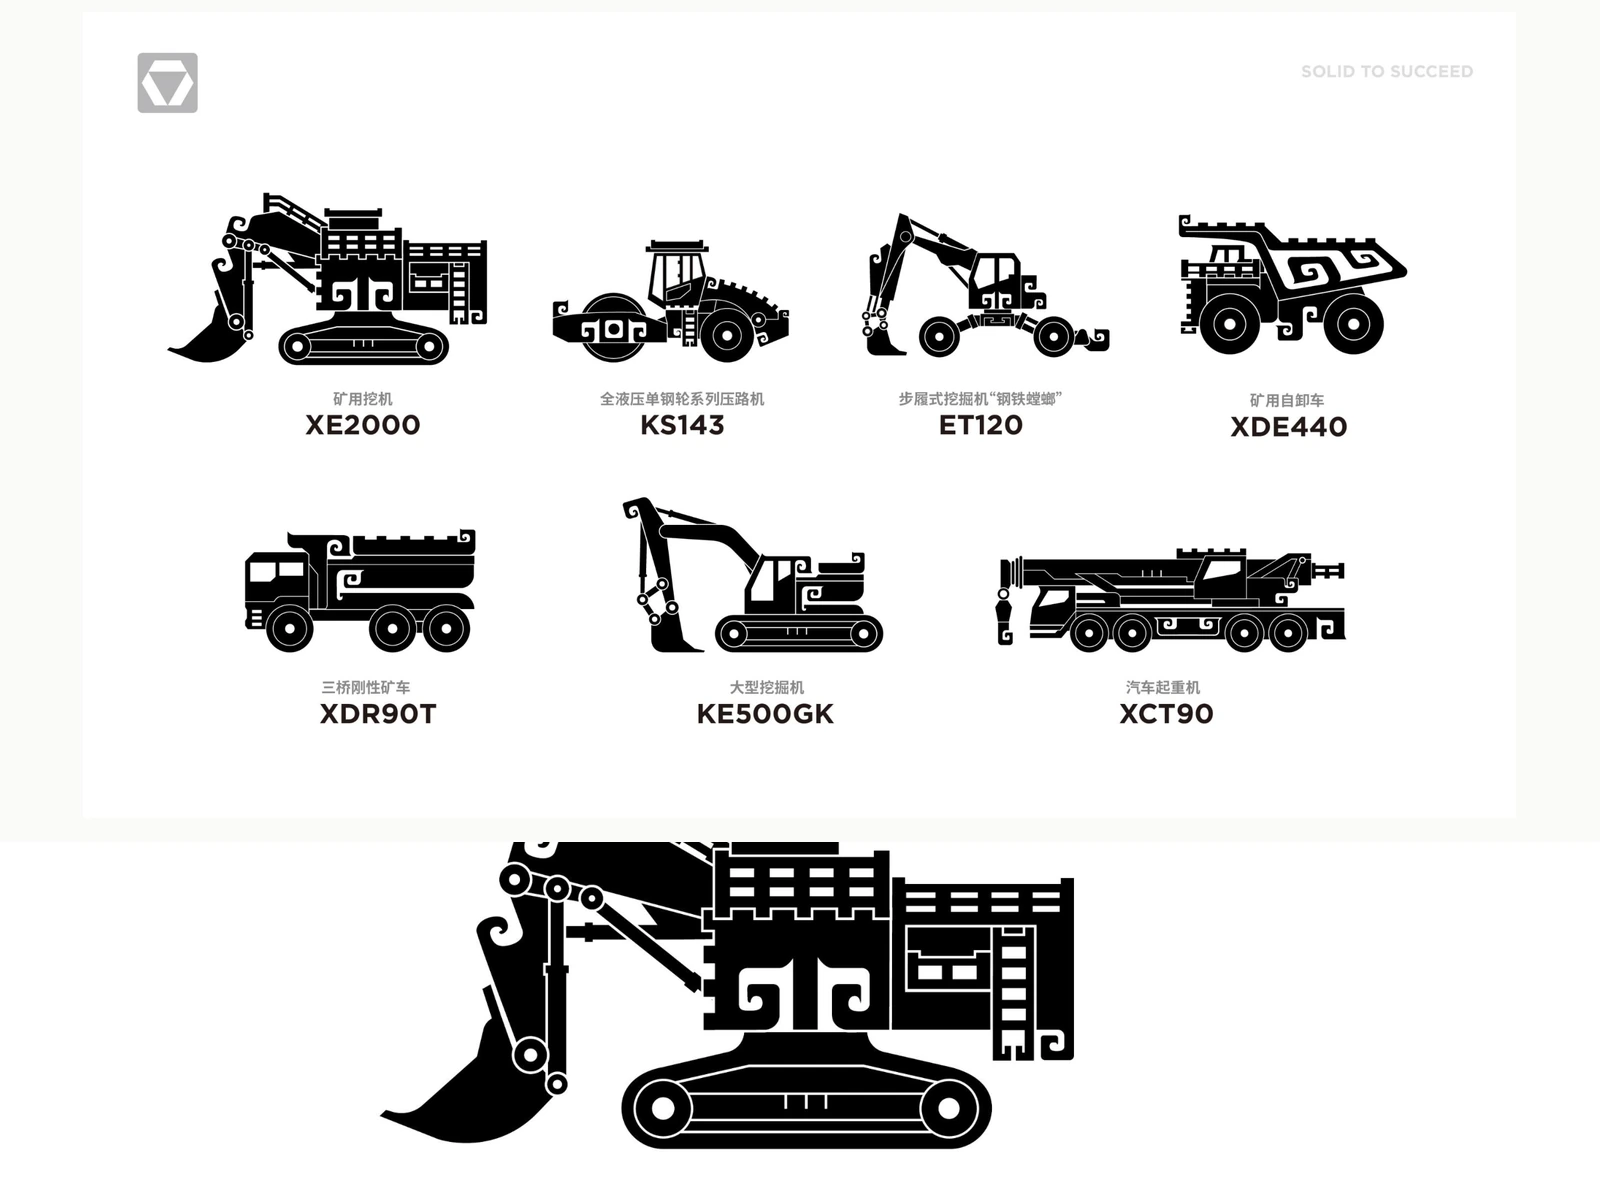 SOLID TO SUCCEED
矿用挖机
XE2000
全液压单钢轮系列压路机
KS143
步履式挖掘机“钢铁螳螂”
ET120
矿用自卸车
XDE440
三桥刚性矿车
XDR90T
大型挖掘机
KE500GK
汽车起重机
XCT90